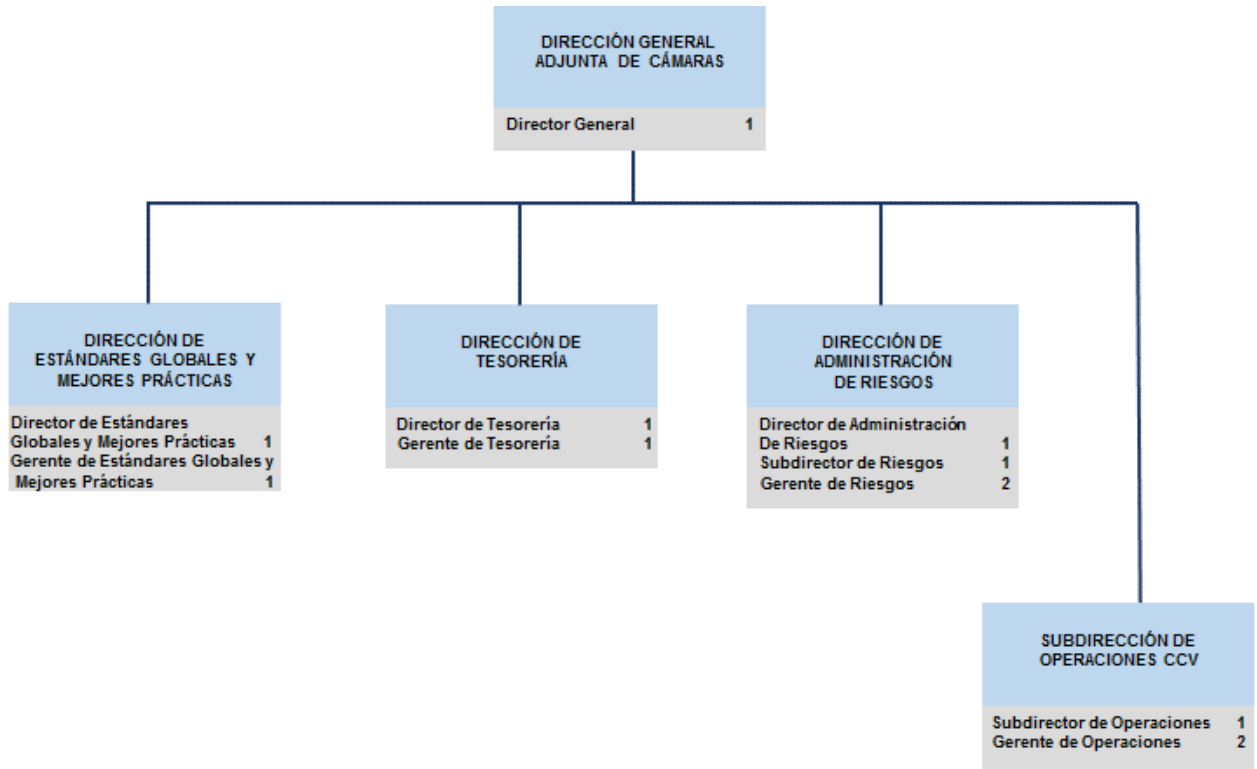 DIRECCIÓN GENERAL
ADJUNTA DE CÁMARAS
Director General 1
DIRECCIÓN DE
ESTÁNDARES GLOBALES Y
MEJORES PRÁCTICAS
Director de Estándares
Globales y Mejores Prácticas 1
Gerente de Estándares Globales y
Mejores Prácticas 1
DIRECCIÓN DE
TESORERÍA
Director de Tesorería 1
Gerente de Tesorería 1
DIRECCIÓN DE
ADMINISTRACIÓN
DE RIESGOS
Director de Administración
De Riesgos 1
Subdirector de Riesgos 1
Gerente de Riesgos 2
SUBDIRECCIÓN DE
OPERACIONES CCV
Subdirector de Operaciones 1
Gerente de Operaciones 2